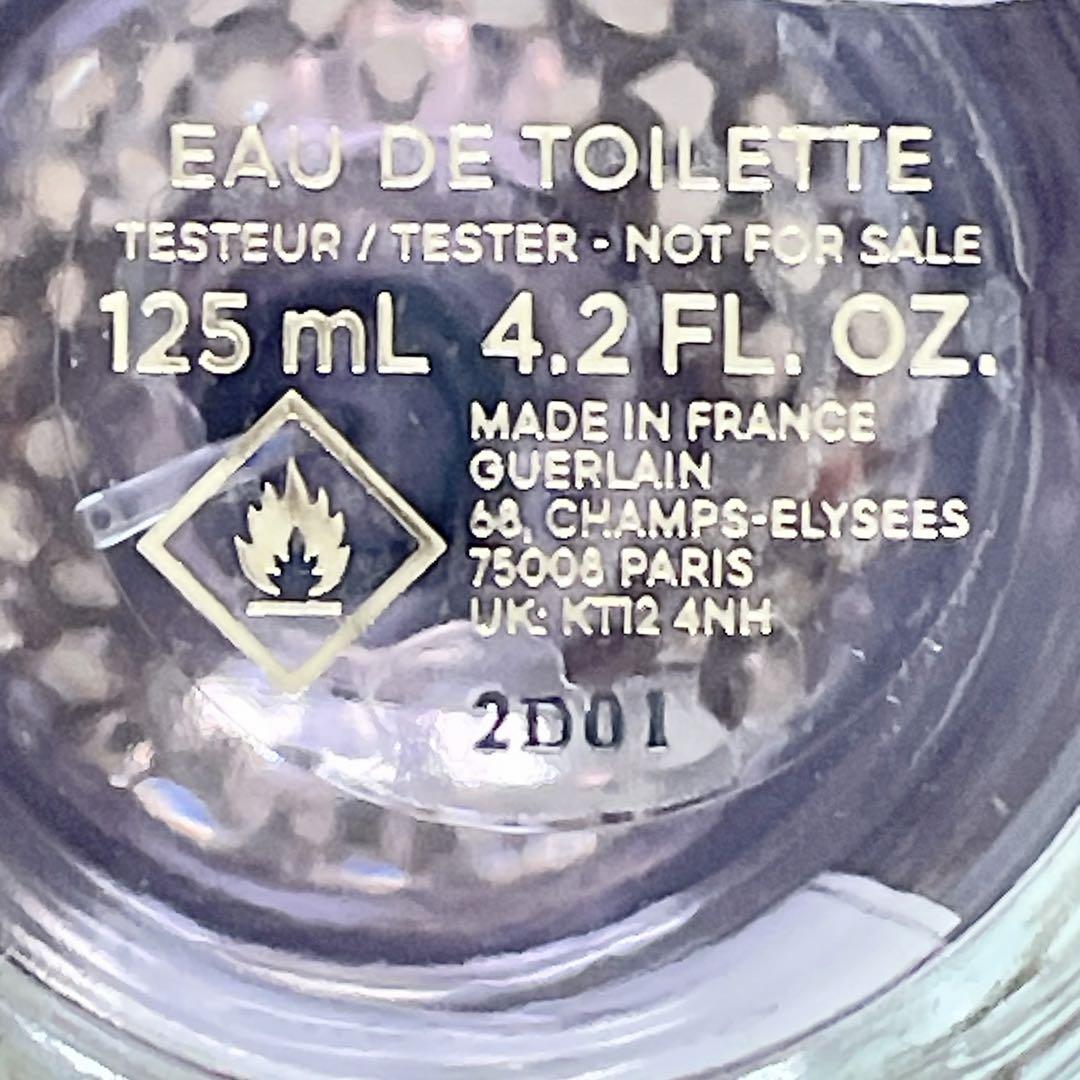 EAU DE TOILETTE
TESTEUR / TESTER - NOT FOR SALE
125 mL 4.2 FL. OZ.
MADE IN FRANCE
GUERLAIN
68, CHAMPS-ELYSEES
75008 PARIS
UK: KT12 4NH
2D01